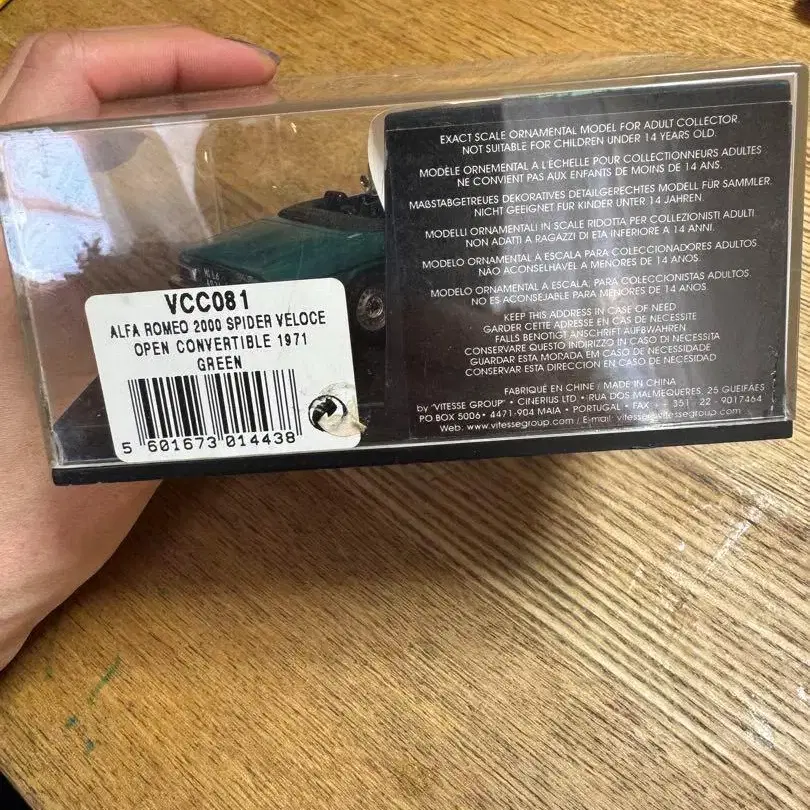 VCC081
ALFA ROMEO 2000 SPIDER VELOCE
OPEN CONVERTIBLE 1971
GREEN
5 601673 014438
EXACT SCALE ORNAMENTAL MODEL FOR ADULT COLLECTOR.
NOT SUITABLE FOR CHILDREN UNDER 14 YEARS OLD.
MODÈLE ORNEMENTAL A L'ECHELLE POUR COLLECTIONNEURS ADULTES
NE CONVIENT PAS AUX ENFANTS DE MOINS DE 14 ANS.
MAßSTABGETREUES DEKORATIVES DETAILGERECHTES MODELL FÜR SAMMLER.
NICHT GEEIGNET FÜR KINDER UNTER 14 JAHREN.
MODELLI ORNAMENTALI IN SCALE RIDOTTA PER COLLEZIONISTI ADULTI
NON ADATTI A RAGAZZI DI ETA INFERIORE A 14 ANNI.
MODELO ORNAMENTAL A ESCALA PARA COLECCIONADORES ADULTOS
NÃO ACONSELHAVEL A MENORES DE 14 ANOS.
MODELO ORNAMENTAL A ESCALA, PARA COLECCIONISTAS ADULTOS.
NO ES ACONSEJABLE PARA MENORES DE 14 ANOS
KEEP THIS ADDRESS IN CASE OF NEED
GARDER CETTE ADRESSE EN CAS DE NECESSITE
FALLS BENOTIGT ANSCHRIFT AUFBWAHREN
CONSERVARE QUESTO INDIRIZZO IN CASO DI NECESSITA
GUARDAR ESTA MORADA EM CASO DE NECESSIDADE
CONSERVAR ESTA DIRECCION EN CASO DE NECESIDAD
FABRIQUÉ EN CHINE / MADE IN CHINA
by "VITESSE GROUP" • CINERIUS LTD • RUA DOS MALMEQUERES, 25 GUEIFÃES
PO BOX 5006 • 4471-904 MAIA • PORTUGAL • FAX ++ 351 - 22 - 9017464
Web: www.vitessegroup.com / E-mail: vitesse@vitessegroup.com